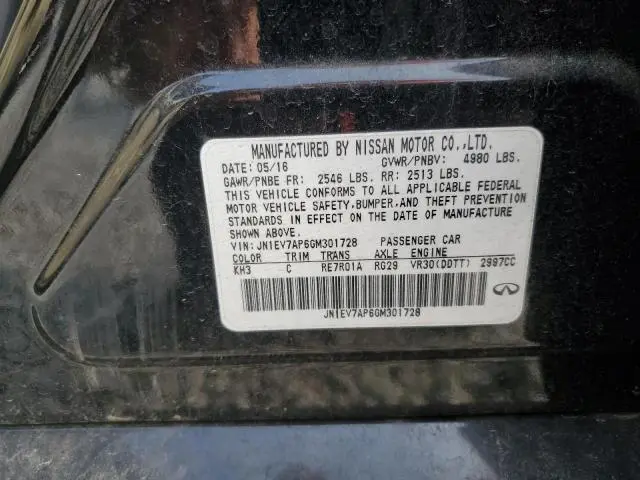 MANUFACTURED BY NISSAN MOTOR CO.,LTD.
DATE: 05/16 GVWR/PNBV: 4980 LBS.
GAWR/PNBE FR: 2546 LBS. RR: 2513 LBS.
THIS VEHICLE CONFORMS TO ALL APPLICABLE FEDERAL
MOTOR VEHICLE SAFETY,BUMPER,AND THEFT PREVENTION
STANDARDS IN EFFECT ON THE DATE OF MANUFACTURE
SHOWN ABOVE.
VIN: JN1EV7AP6GM301728 PASSENGER CAR
COLOR TRIM TRANS AXLE ENGINE
KH3 C RE7R01A RG29 VR30(DDTT) 2997CC
JN1EV7AP6GM301728